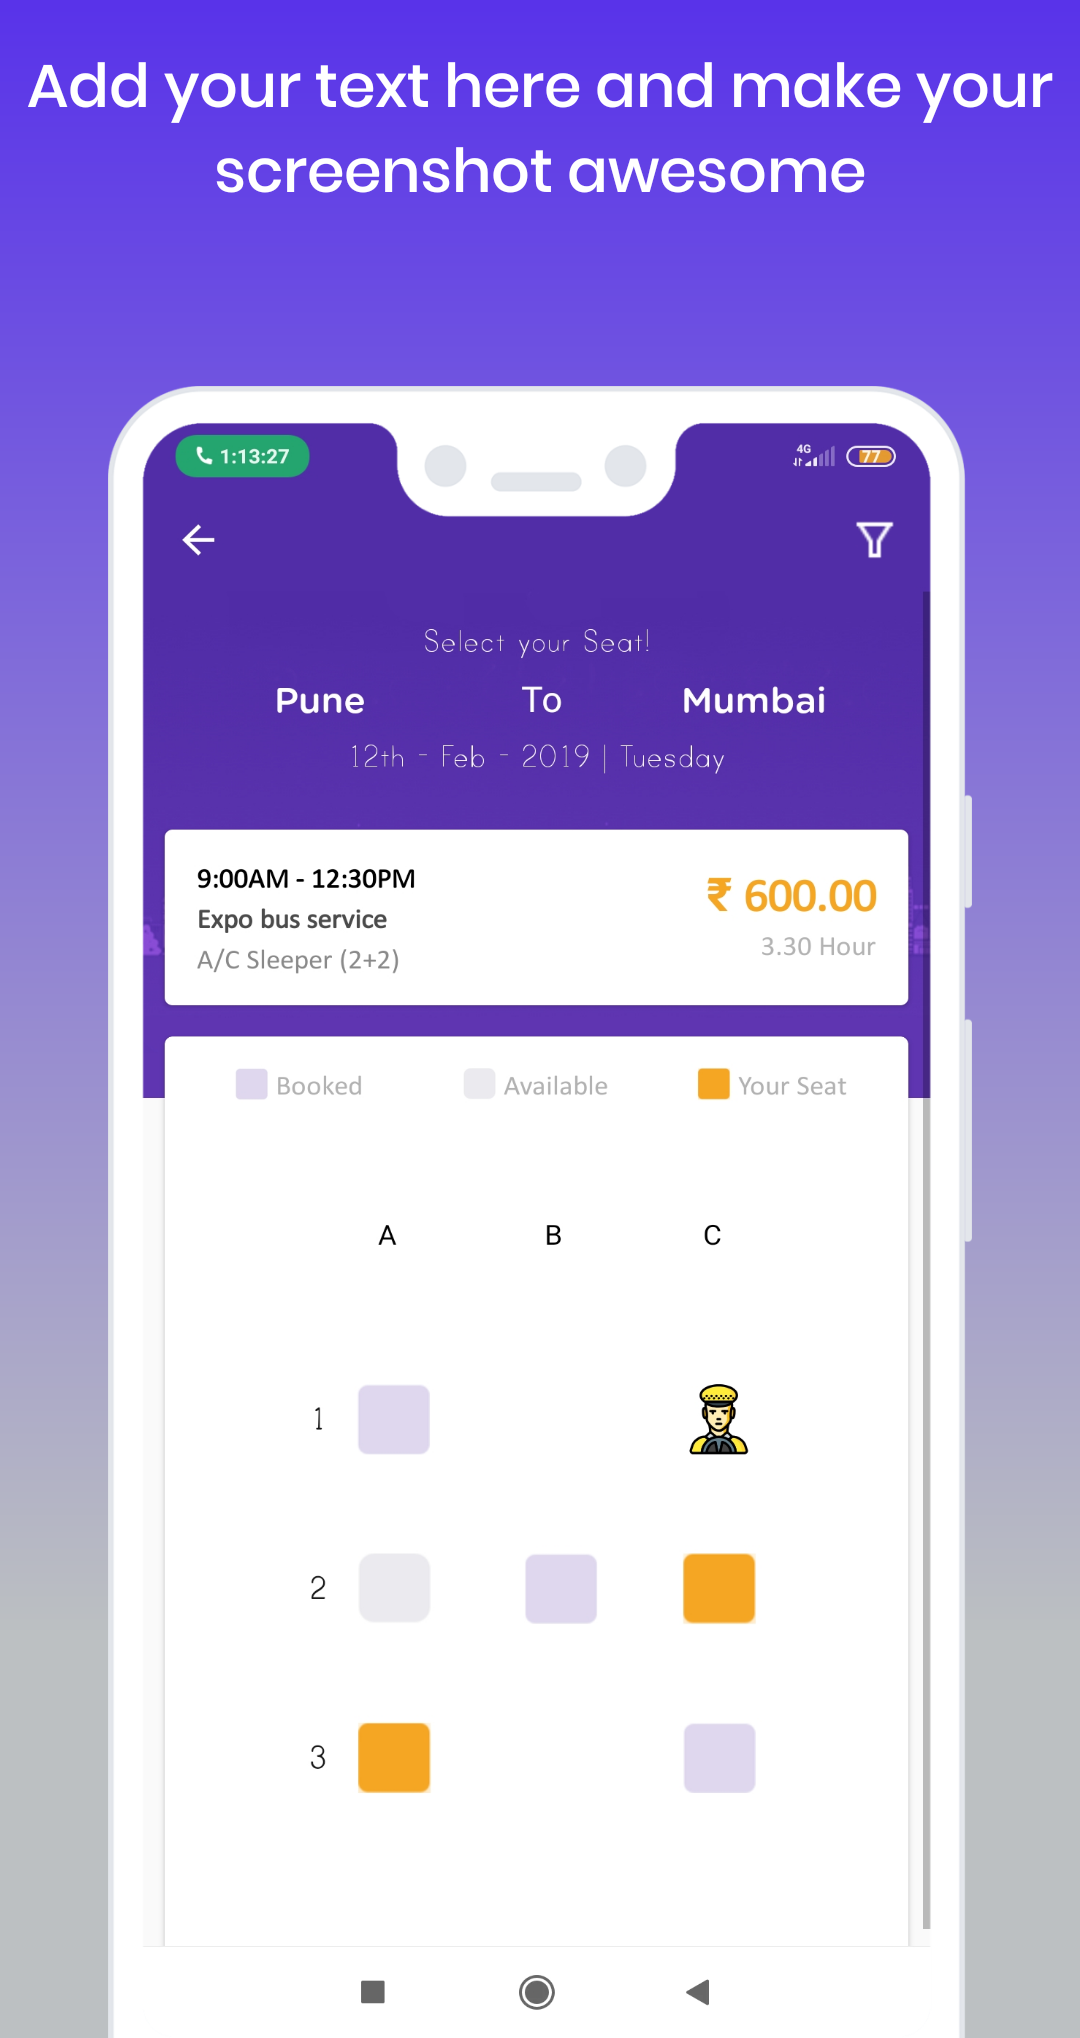 Add your text here and make your
screenshot awesome
1:13:27
4G
77
Select your Seat!
Pune To Mumbai
12th - Feb - 2019 | Tuesday
9:00AM - 12:30PM
₹ 600.00
Expo bus service
3.30 Hour
A/C Sleeper (2+2)
Booked Available Your Seat
A B C
1
2
3